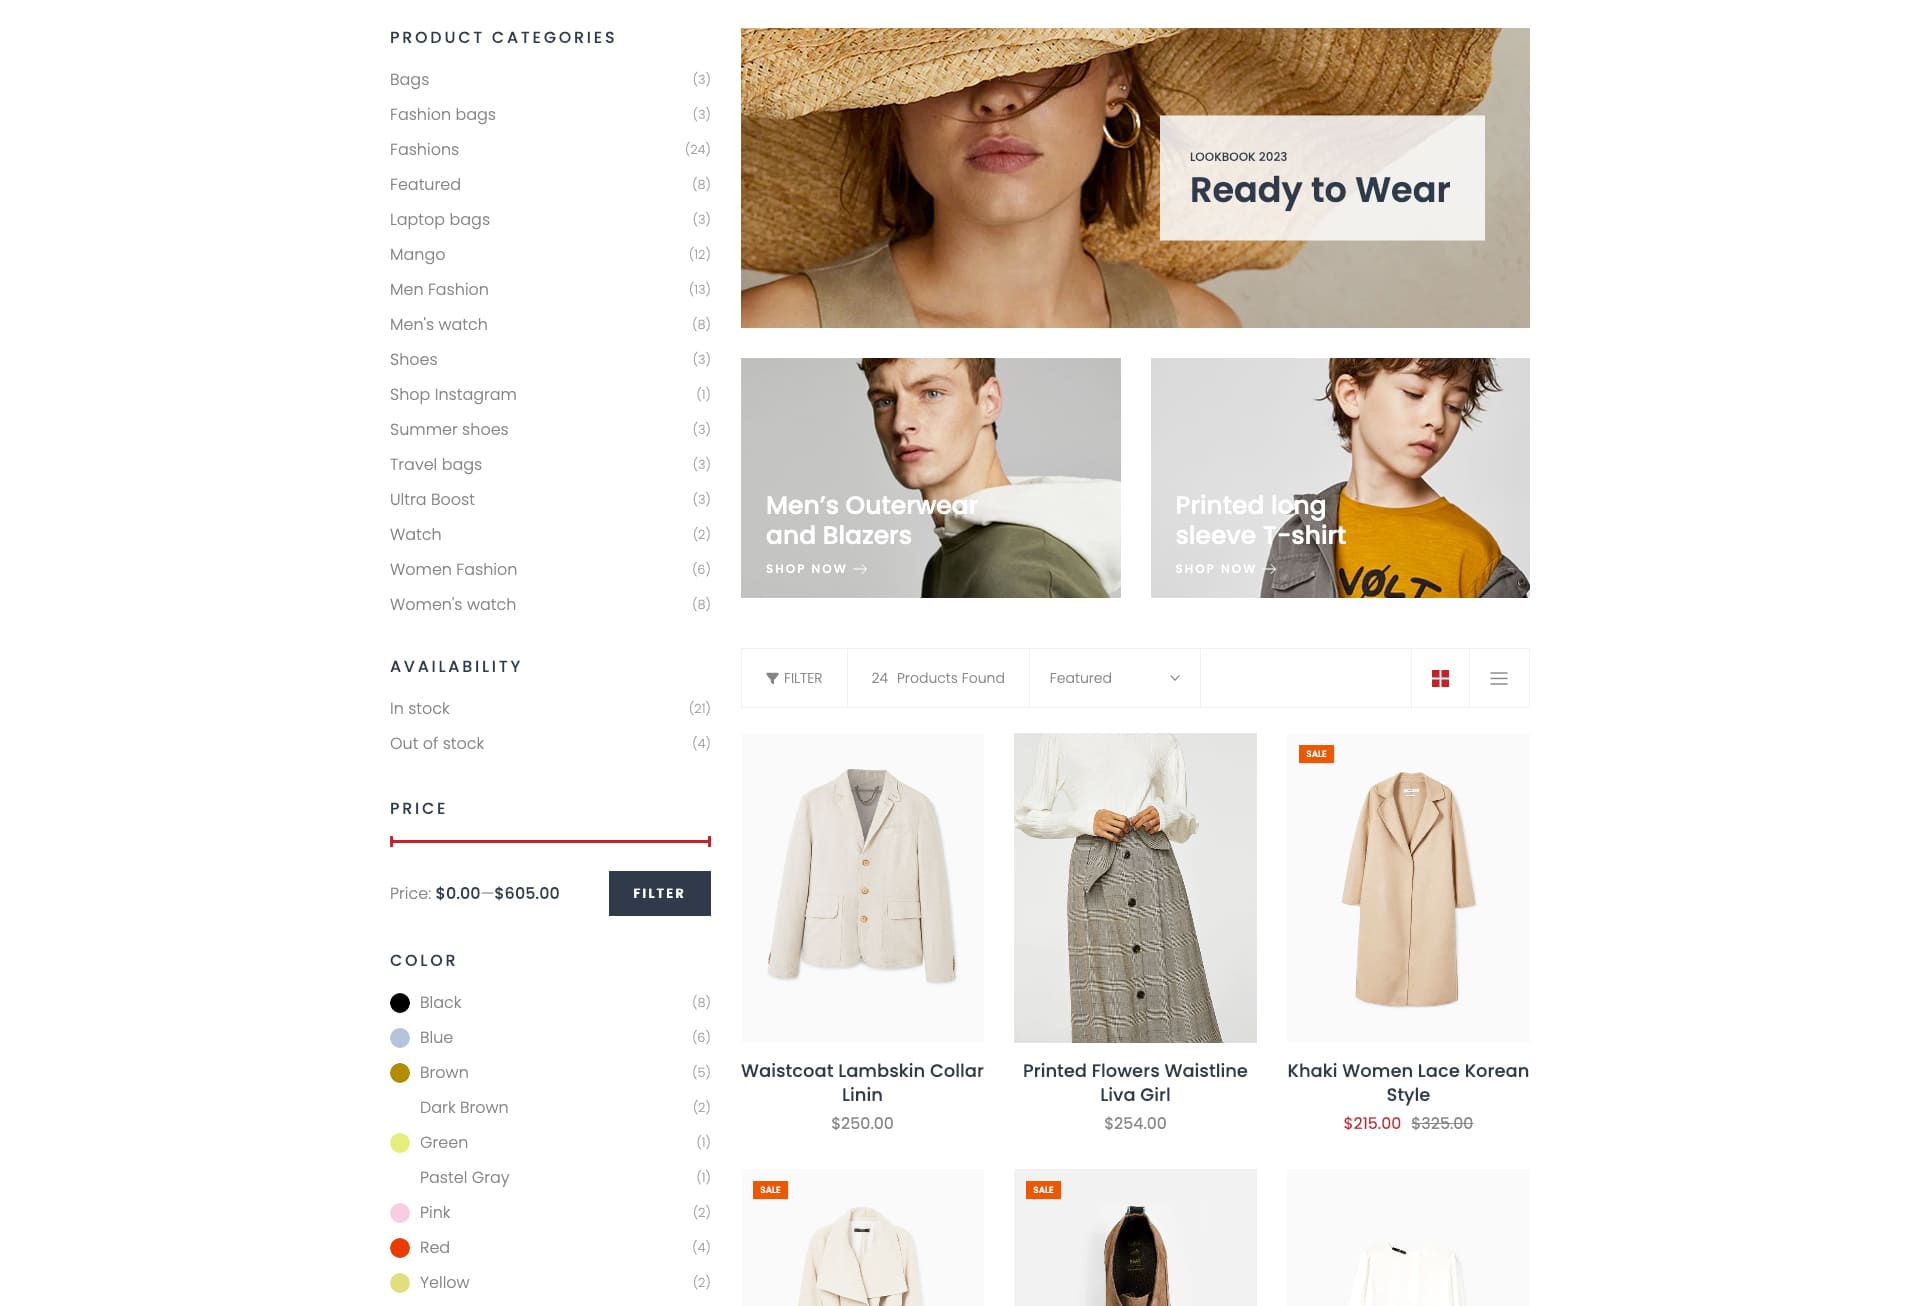 PRODUCT CATEGORIES
Bags (3)
Fashion bags (3)
Fashions (24)
Featured (8)
Laptop bags (3)
Mango (12)
Men Fashion (13)
Men's watch (8)
Shoes (3)
Shop Instagram (1)
Summer shoes (3)
Travel bags (3)
Ultra Boost (3)
Watch (2)
Women Fashion (6)
Women's watch (8)
AVAILABILITY
In stock (21)
Out of stock (4)
PRICE
Price: $0.00—$605.00
FILTER
COLOR
Black (8)
Blue (6)
Brown (5)
Dark Brown (2)
Green (1)
Pastel Gray (1)
Pink (2)
Red (4)
Yellow (2)
LOOKBOOK 2023
Ready to Wear
Men’s Outerwear
and Blazers
SHOP NOW
Printed long
sleeve T-shirt
SHOP NOW
VØLT
FILTER
24 Products Found
Featured
Waistcoat Lambskin Collar
Linin
$250.00
Printed Flowers Waistline
Liva Girl
$254.00
SALE
Khaki Women Lace Korean
Style
$215.00 $325.00
SALE
SALE